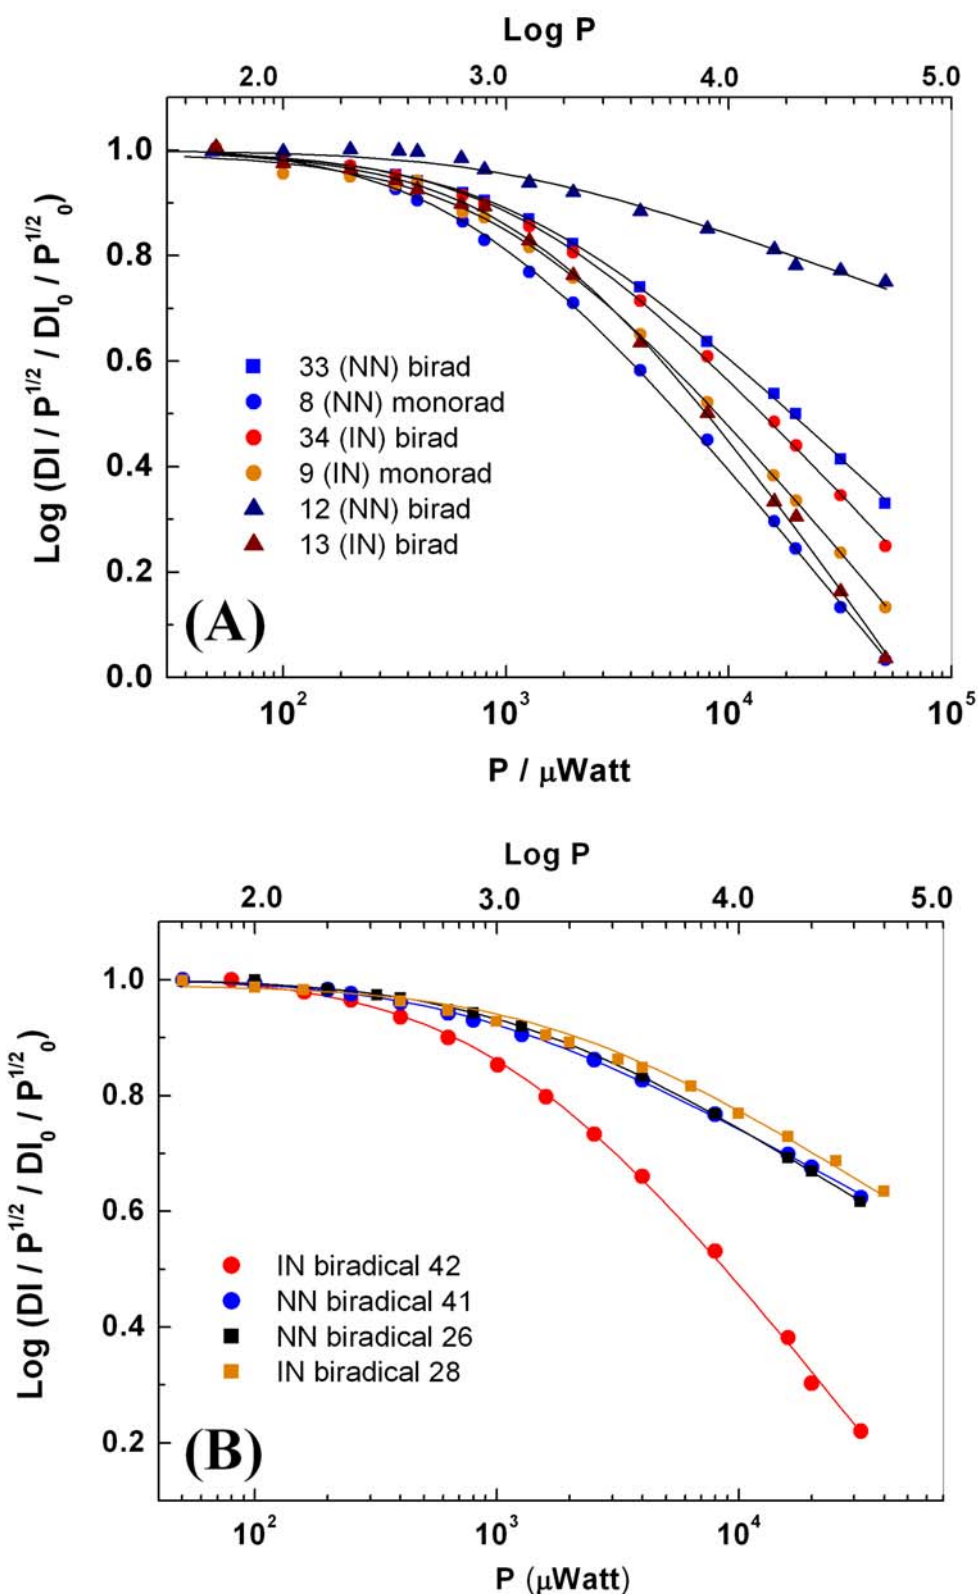 Log P
2.0 3.0 4.0 5.0
1.0
0.8
0.6
0.4
0.2
0.0
Log (DI / P^1/2 / DI_0 / P^1/2_0)
33 (NN) birad
8 (NN) monorad
34 (IN) birad
9 (IN) monorad
12 (NN) birad
13 (IN) birad
(A)
10^2 10^3 10^4 10^5
P / μWatt
Log P
2.0 3.0 4.0 5.0
1.0
0.8
0.6
0.4
0.2
Log (DI / P^1/2 / DI_0 / P^1/2_0)
IN biradical 42
NN biradical 41
NN biradical 26
IN biradical 28
(B)
10^2 10^3 10^4
P (μWatt)